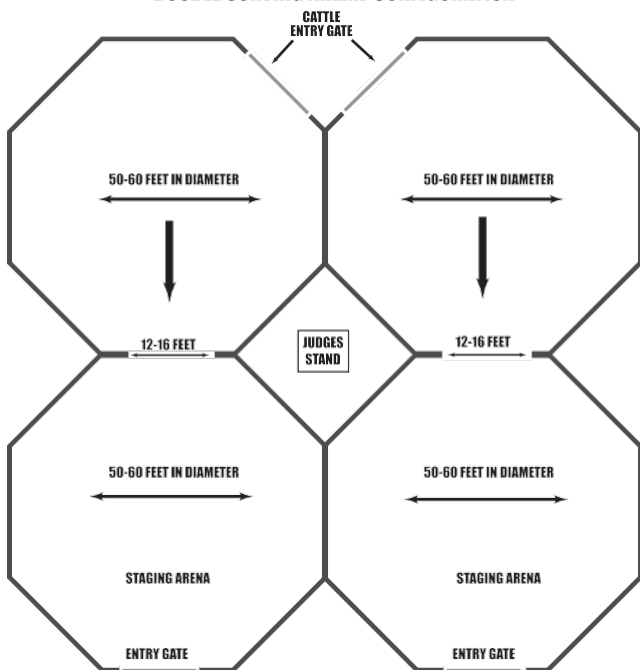 CATTLE
ENTRY GATE
50-60 FEET IN DIAMETER
50-60 FEET IN DIAMETER
12-16 FEET
JUDGES
STAND
12-16 FEET
50-60 FEET IN DIAMETER
50-60 FEET IN DIAMETER
STAGING ARENA
STAGING ARENA
ENTRY GATE
ENTRY GATE